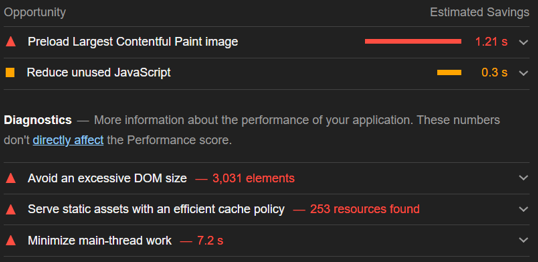 Opportunity Estimated Savings
Preload Largest Contentful Paint image 1.21 s
Reduce unused JavaScript 0.3 s
Diagnostics — More information about the performance of your application. These numbers
don't directly affect the Performance score.
Avoid an excessive DOM size — 3,031 elements
Serve static assets with an efficient cache policy — 253 resources found
Minimize main-thread work — 7.2 s